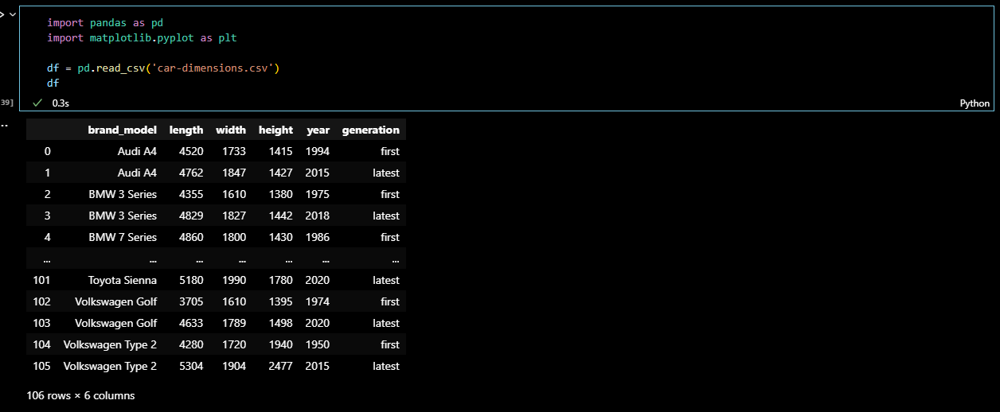 import pandas as pd
import matplotlib.pyplot as plt
df = pd.read_csv('car-dimensions.csv')
df
39] 0.3s Python
brand_model length width height year generation
0 Audi A4 4520 1733 1415 1994 first
1 Audi A4 4762 1847 1427 2015 latest
2 BMW 3 Series 4355 1610 1380 1975 first
3 BMW 3 Series 4829 1827 1442 2018 latest
4 BMW 7 Series 4860 1800 1430 1986 first
... ... ... ... ... ... ...
101 Toyota Sienna 5180 1990 1780 2020 latest
102 Volkswagen Golf 3705 1610 1395 1974 first
103 Volkswagen Golf 4633 1789 1498 2020 latest
104 Volkswagen Type 2 4280 1720 1940 1950 first
105 Volkswagen Type 2 5304 1904 2477 2015 latest
106 rows × 6 columns